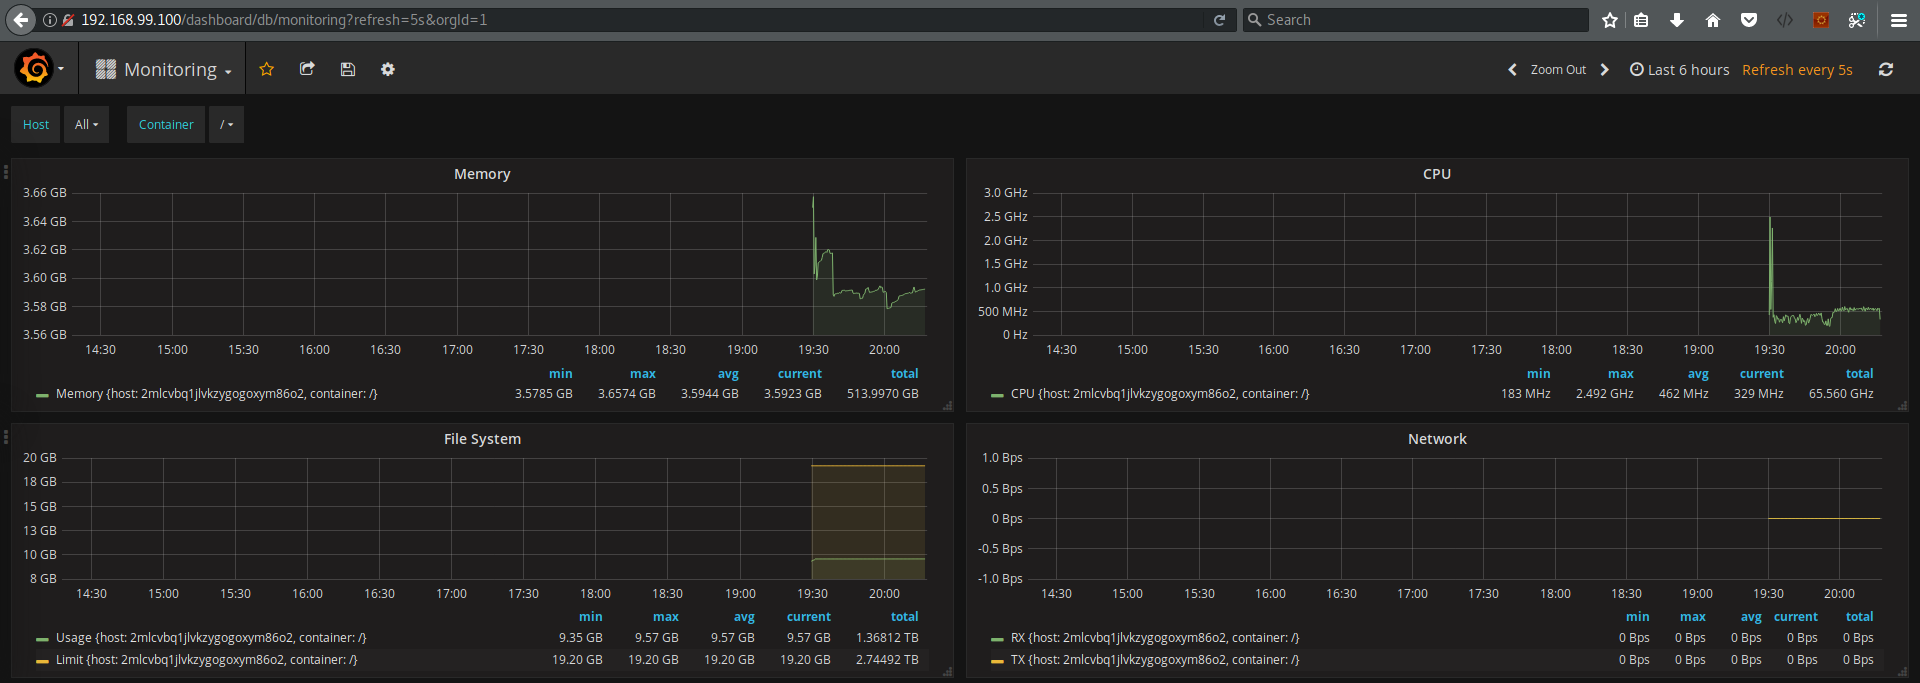 192.168.99.100/dashboard/db/monitoring?refresh=5s&orgId=1 Search
Monitoring Zoom Out Last 6 hours Refresh every 5s
Host All Container /
Memory
3.66 GB
3.64 GB
3.62 GB
3.60 GB
3.58 GB
3.56 GB
14:30 15:00 15:30 16:00 16:30 17:00 17:30 18:00 18:30 19:00 19:30 20:00
min max avg current total
Memory {host: 2mlcvbq1jlvkzygogoxym86o2, container: /} 3.5785 GB 3.6574 GB 3.5944 GB 3.5923 GB 513.9970 GB
CPU
3.0 GHz
2.5 GHz
2.0 GHz
1.5 GHz
1.0 GHz
500 MHz
0 Hz
14:30 15:00 15:30 16:00 16:30 17:00 17:30 18:00 18:30 19:00 19:30 20:00
min max avg current total
CPU {host: 2mlcvbq1jlvkzygogoxym86o2, container: /} 183 MHz 2.492 GHz 462 MHz 329 MHz 65.560 GHz
File System
20 GB
18 GB
15 GB
13 GB
10 GB
8 GB
14:30 15:00 15:30 16:00 16:30 17:00 17:30 18:00 18:30 19:00 19:30 20:00
min max avg current total
Usage {host: 2mlcvbq1jlvkzygogoxym86o2, container: /} 9.35 GB 9.57 GB 9.57 GB 9.57 GB 1.36812 TB
Limit {host: 2mlcvbq1jlvkzygogoxym86o2, container: /} 19.20 GB 19.20 GB 19.20 GB 19.20 GB 2.74492 TB
Network
1.0 Bps
0.5 Bps
0 Bps
-0.5 Bps
-1.0 Bps
14:30 15:00 15:30 16:00 16:30 17:00 17:30 18:00 18:30 19:00 19:30 20:00
min max avg current total
RX {host: 2mlcvbq1jlvkzygogoxym86o2, container: /} 0 Bps 0 Bps 0 Bps 0 Bps 0 Bps
TX {host: 2mlcvbq1jlvkzygogoxym86o2, container: /} 0 Bps 0 Bps 0 Bps 0 Bps 0 Bps